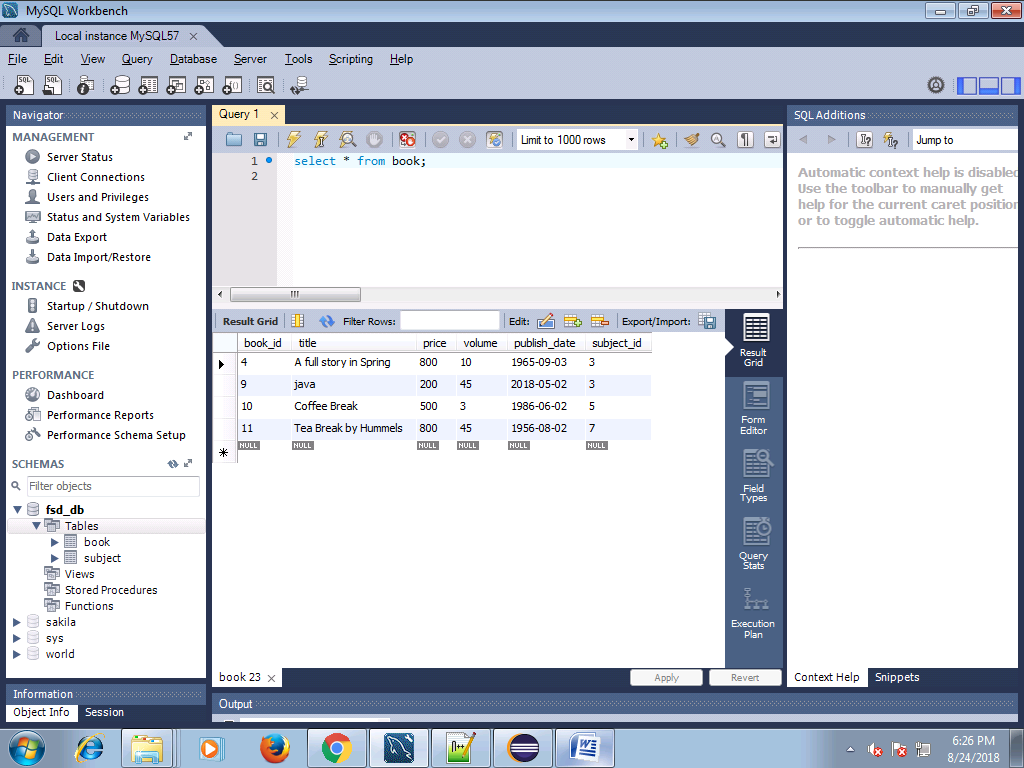 MySQL Workbench
Local instance MySQL57
File Edit View Query Database Server Tools Scripting Help
Navigator
MANAGEMENT
Server Status
Client Connections
Users and Privileges
Status and System Variables
Data Export
Data Import/Restore
INSTANCE
Startup / Shutdown
Server Logs
Options File
PERFORMANCE
Dashboard
Performance Reports
Performance Schema Setup
SCHEMAS
Filter objects
fsd_db
Tables
book
subject
Views
Stored Procedures
Functions
sakila
sys
world
Information
Object Info Session
Query 1
Limit to 1000 rows
1 select * from book;
2
Result Grid Filter Rows: Edit: Export/Import:
book_id title price volume publish_date subject_id
4 A full story in Spring 800 10 1965-09-03 3
9 java 200 45 2018-05-02 3
10 Coffee Break 500 3 1986-06-02 5
11 Tea Break by Hummels 800 45 1956-08-02 7
NULL NULL NULL NULL NULL NULL
Result
Grid
Form
Editor
Field
Types
Query
Stats
Execution
Plan
book 23
Apply Revert
Output
SQL Additions
Jump to
Automatic context help is disabled
Use the toolbar to manually get
help for the current caret position
or to toggle automatic help.
Context Help Snippets
6:26 PM
8/24/2018